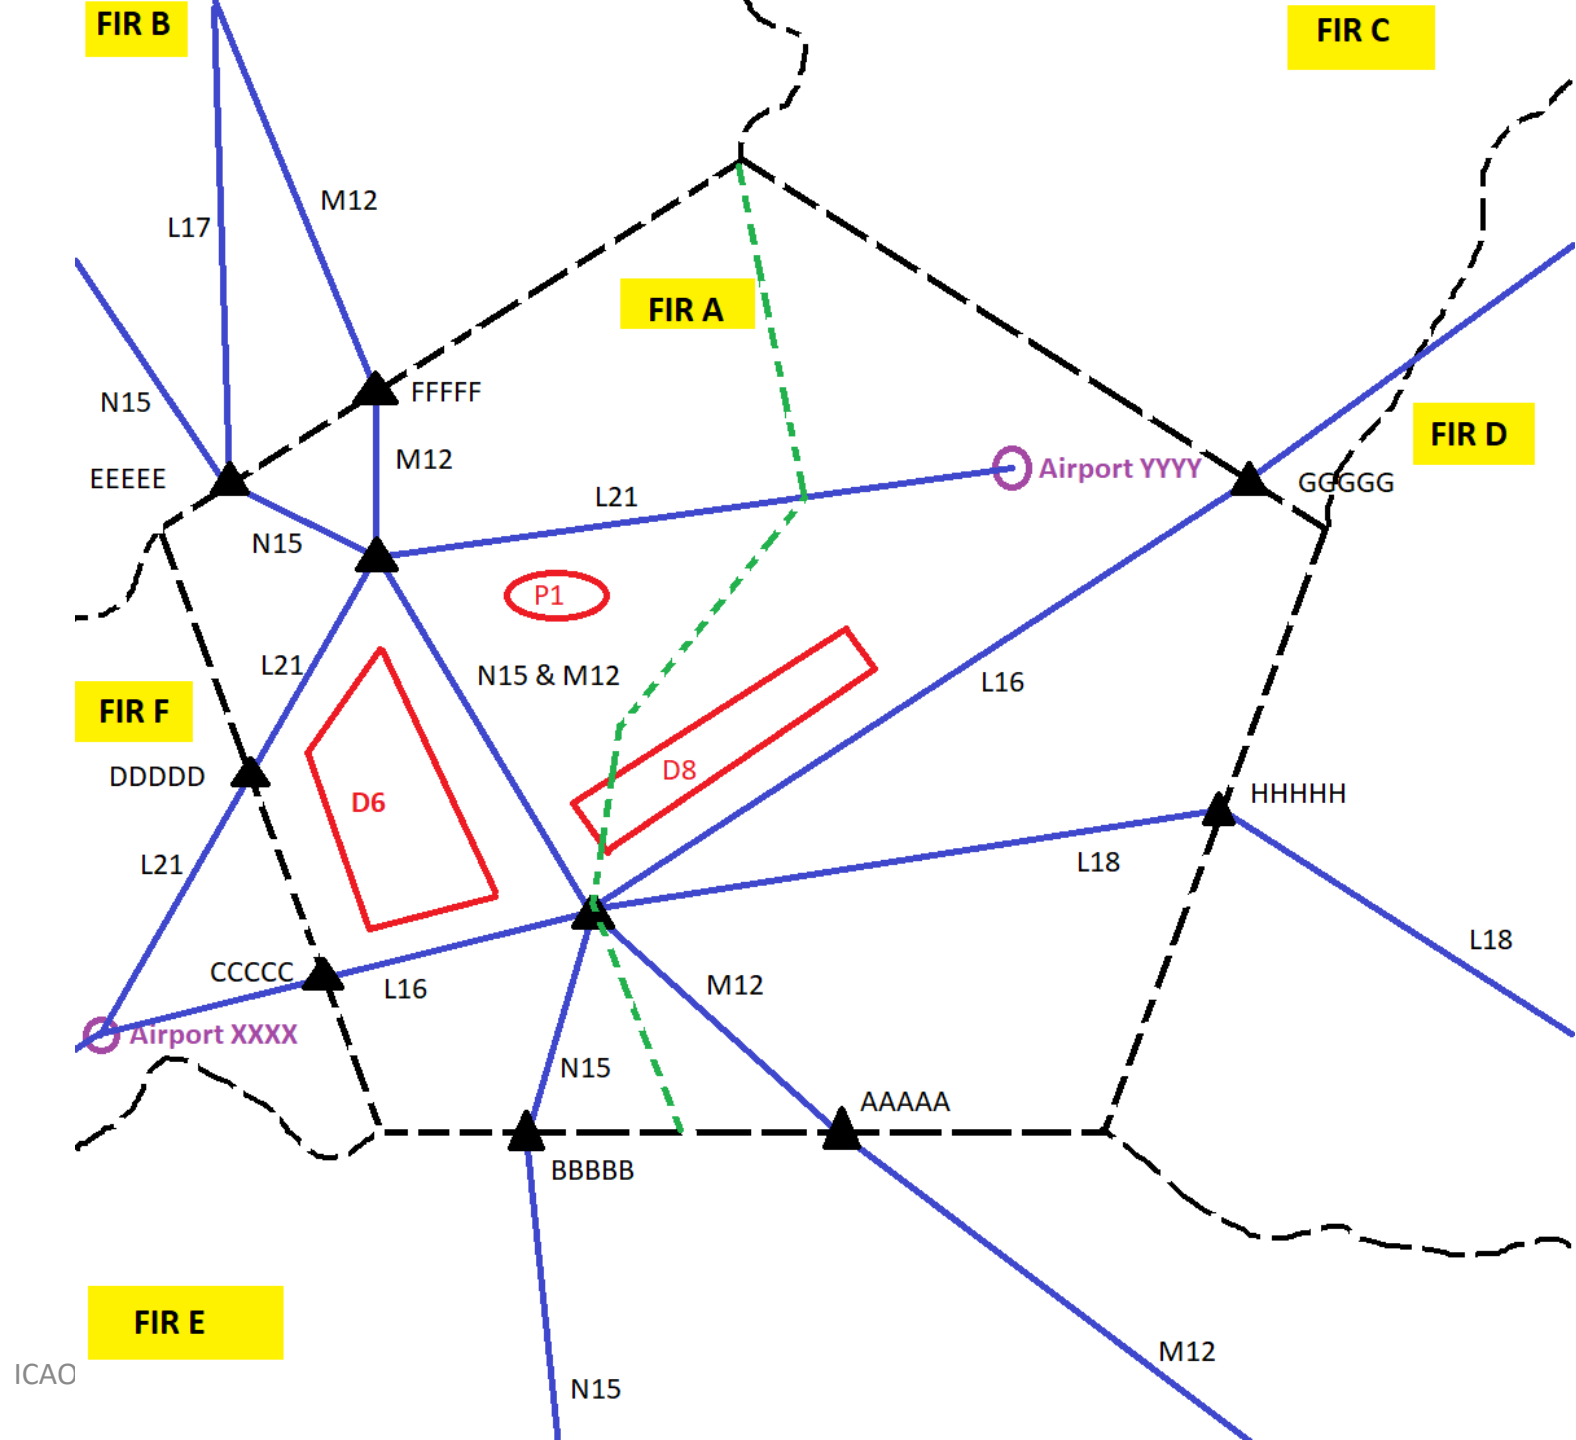 FIR B
FIR C
M12
L17
FIR A
N15
FFFFF
FIR D
M12
EEEEE
Airport YYYY
GGGGG
L21
N15
P1
L21
N15 & M12
L16
FIR F
DDDDD
D8
D6
HHHHH
L21
L18
L18
CCCCC
L16
M12
Airport XXXX
N15
AAAAA
BBBBB
FIR E
M12
ICAO
N15